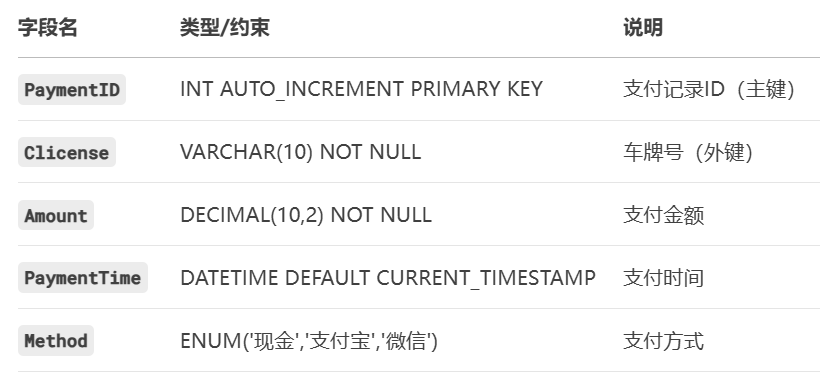 字段名 类型/约束 说明
PaymentID INT AUTO_INCREMENT PRIMARY KEY 支付记录ID（主键）
Clicense VARCHAR(10) NOT NULL 车牌号（外键）
Amount DECIMAL(10,2) NOT NULL 支付金额
PaymentTime DATETIME DEFAULT CURRENT_TIMESTAMP 支付时间
Method ENUM('现金','支付宝','微信') 支付方式